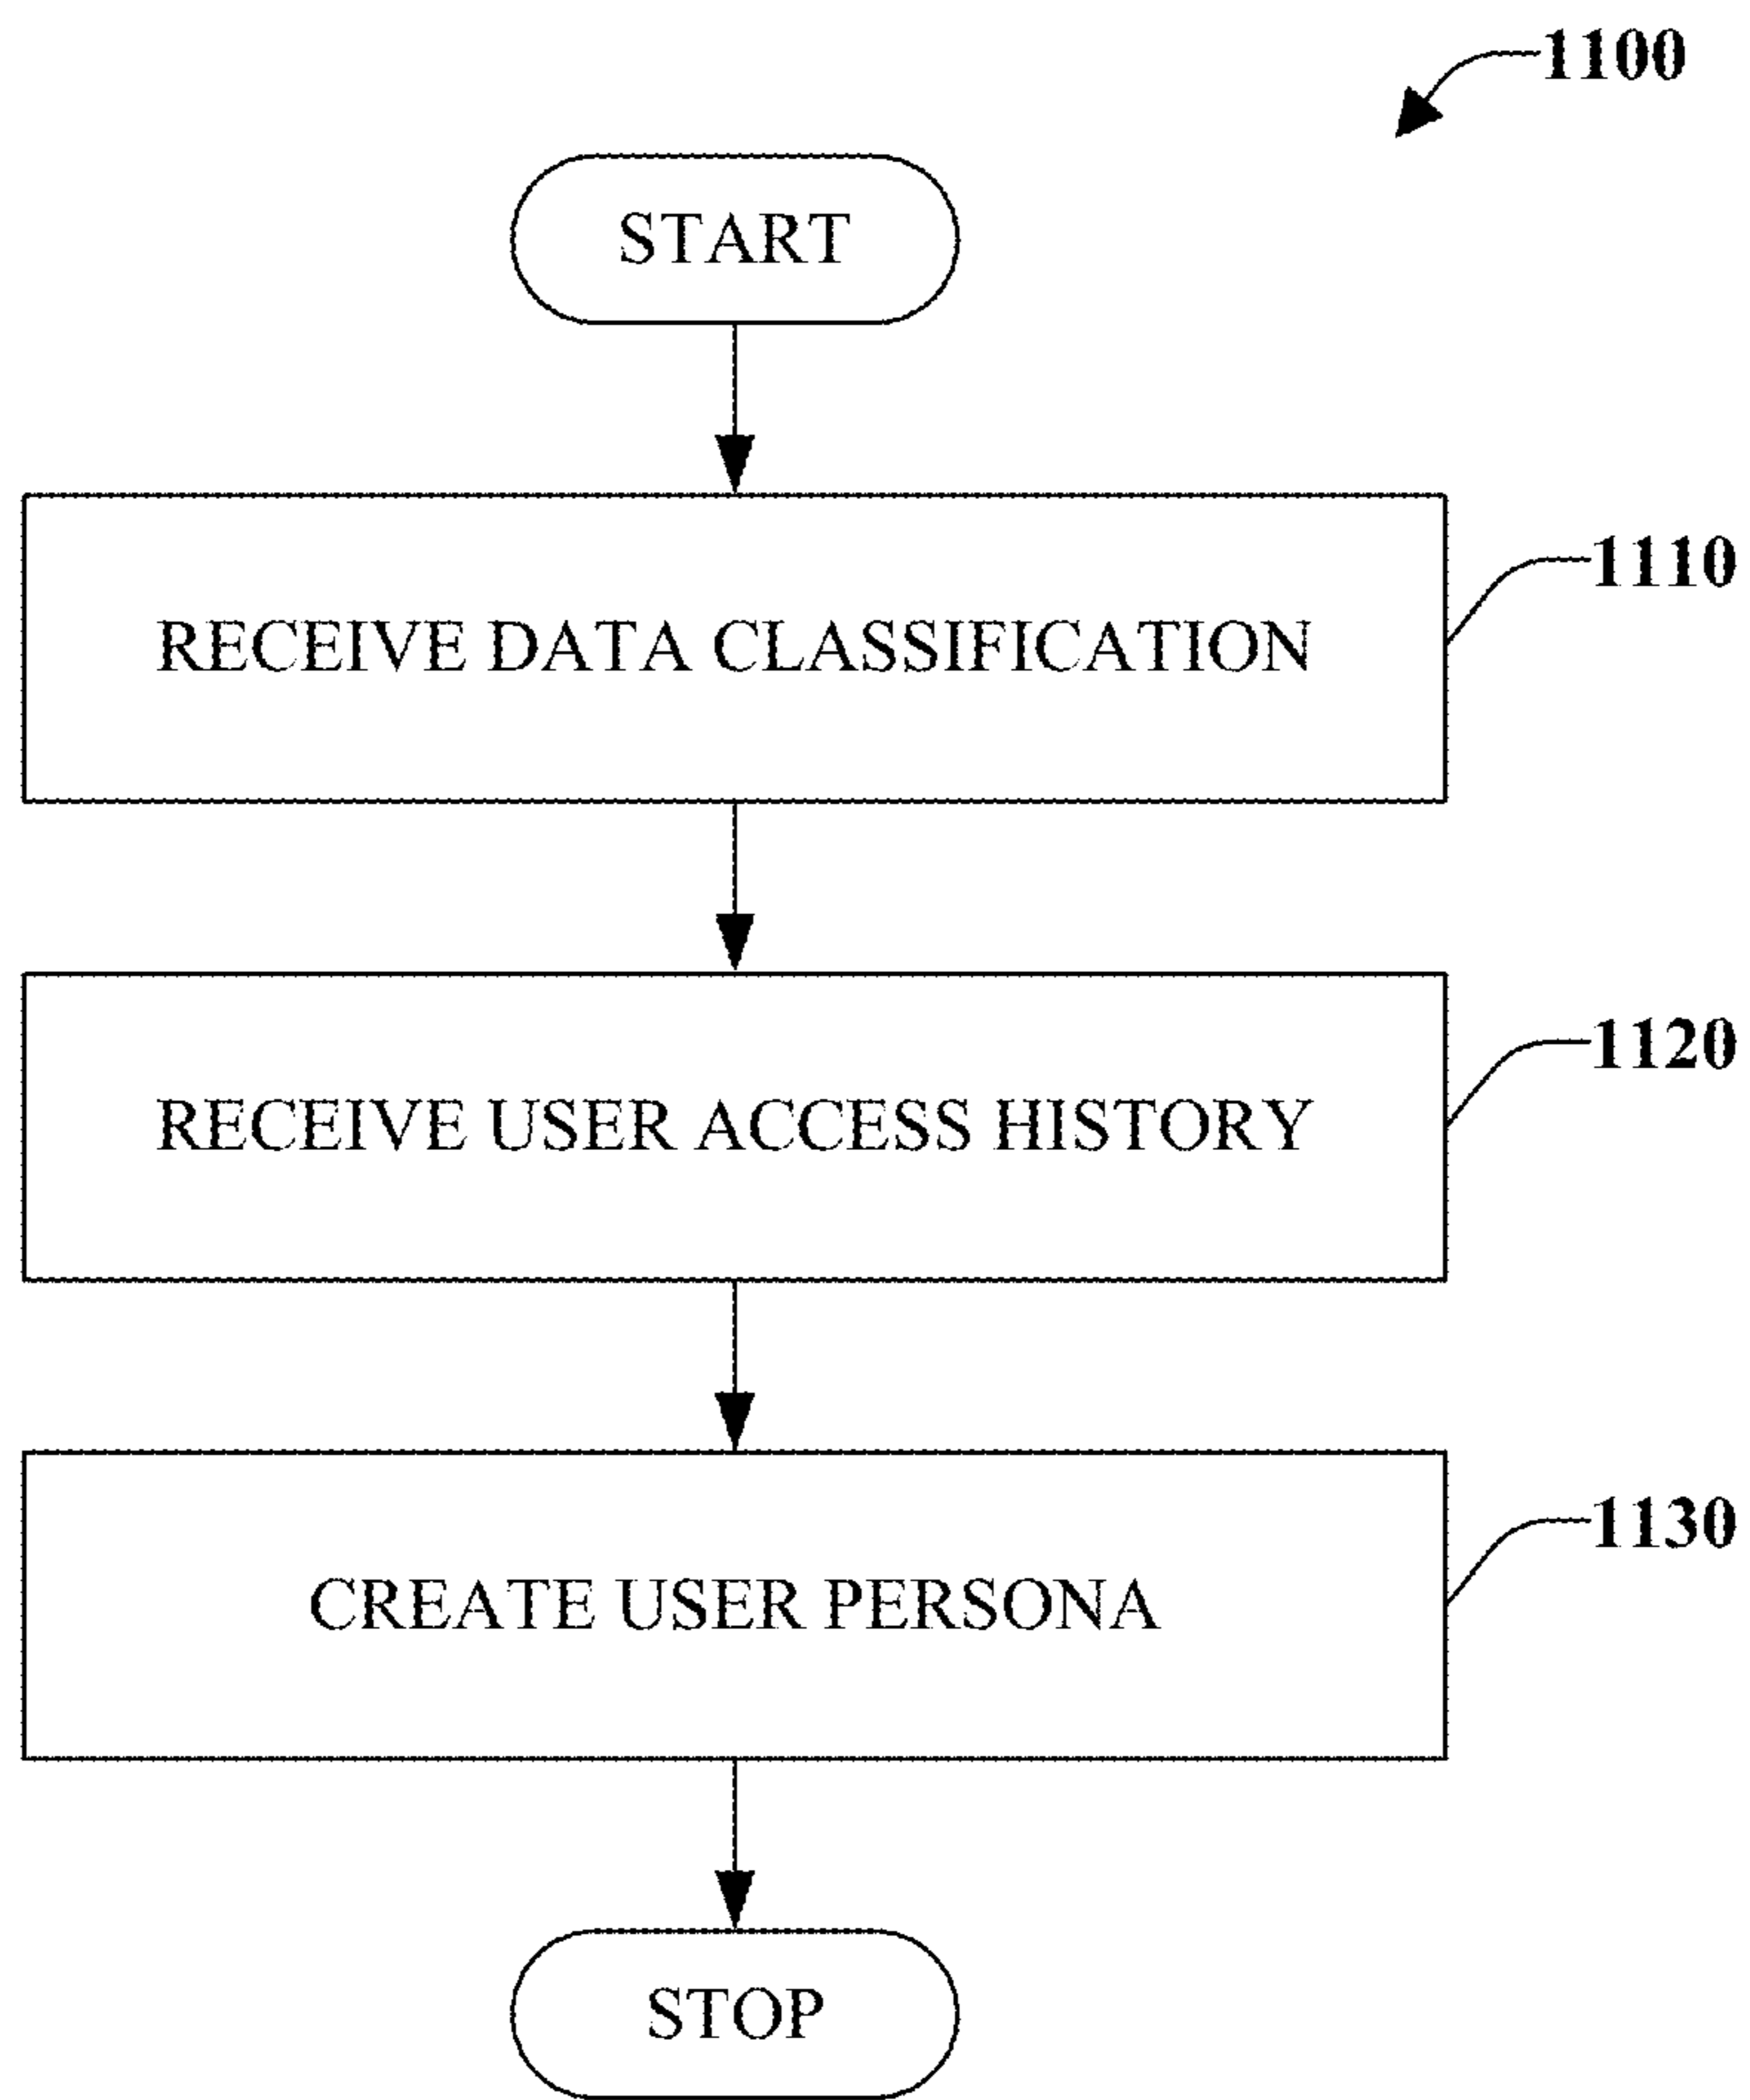 1100
START
RECEIVE DATA CLASSIFICATION
1110
RECEIVE USER ACCESS HISTORY
1120
CREATE USER PERSONA
1130
STOP